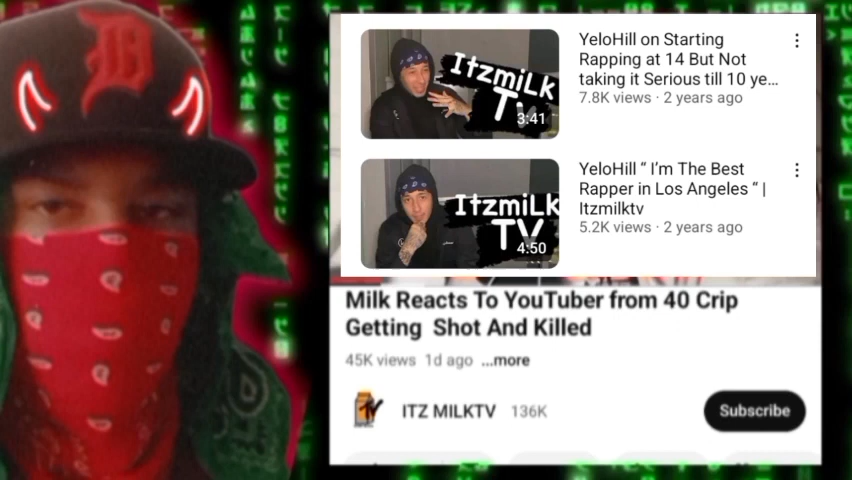 D
YeloHill on Starting
Rapping at 14 But Not
taking it Serious till 10 ye...
7.8K views · 2 years ago
ItzmiLk
TV
3:41
YeloHill “ I’m The Best
Rapper in Los Angeles “ |
Itzmilktv
5.2K views · 2 years ago
ItzmiLk
TV
4:50
Milk Reacts To YouTuber from 40 Crip
Getting Shot And Killed
45K views 1d ago ...more
TV
ITZ MILKTV 136K
Subscribe